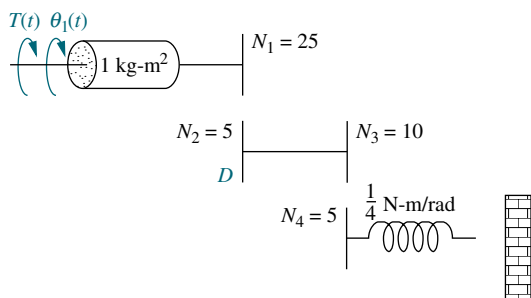 T(t) θ₁(t)
1 kg-m²
N₁ = 25
N₂ = 5
N₃ = 10
D
N₄ = 5
1/4 N-m/rad